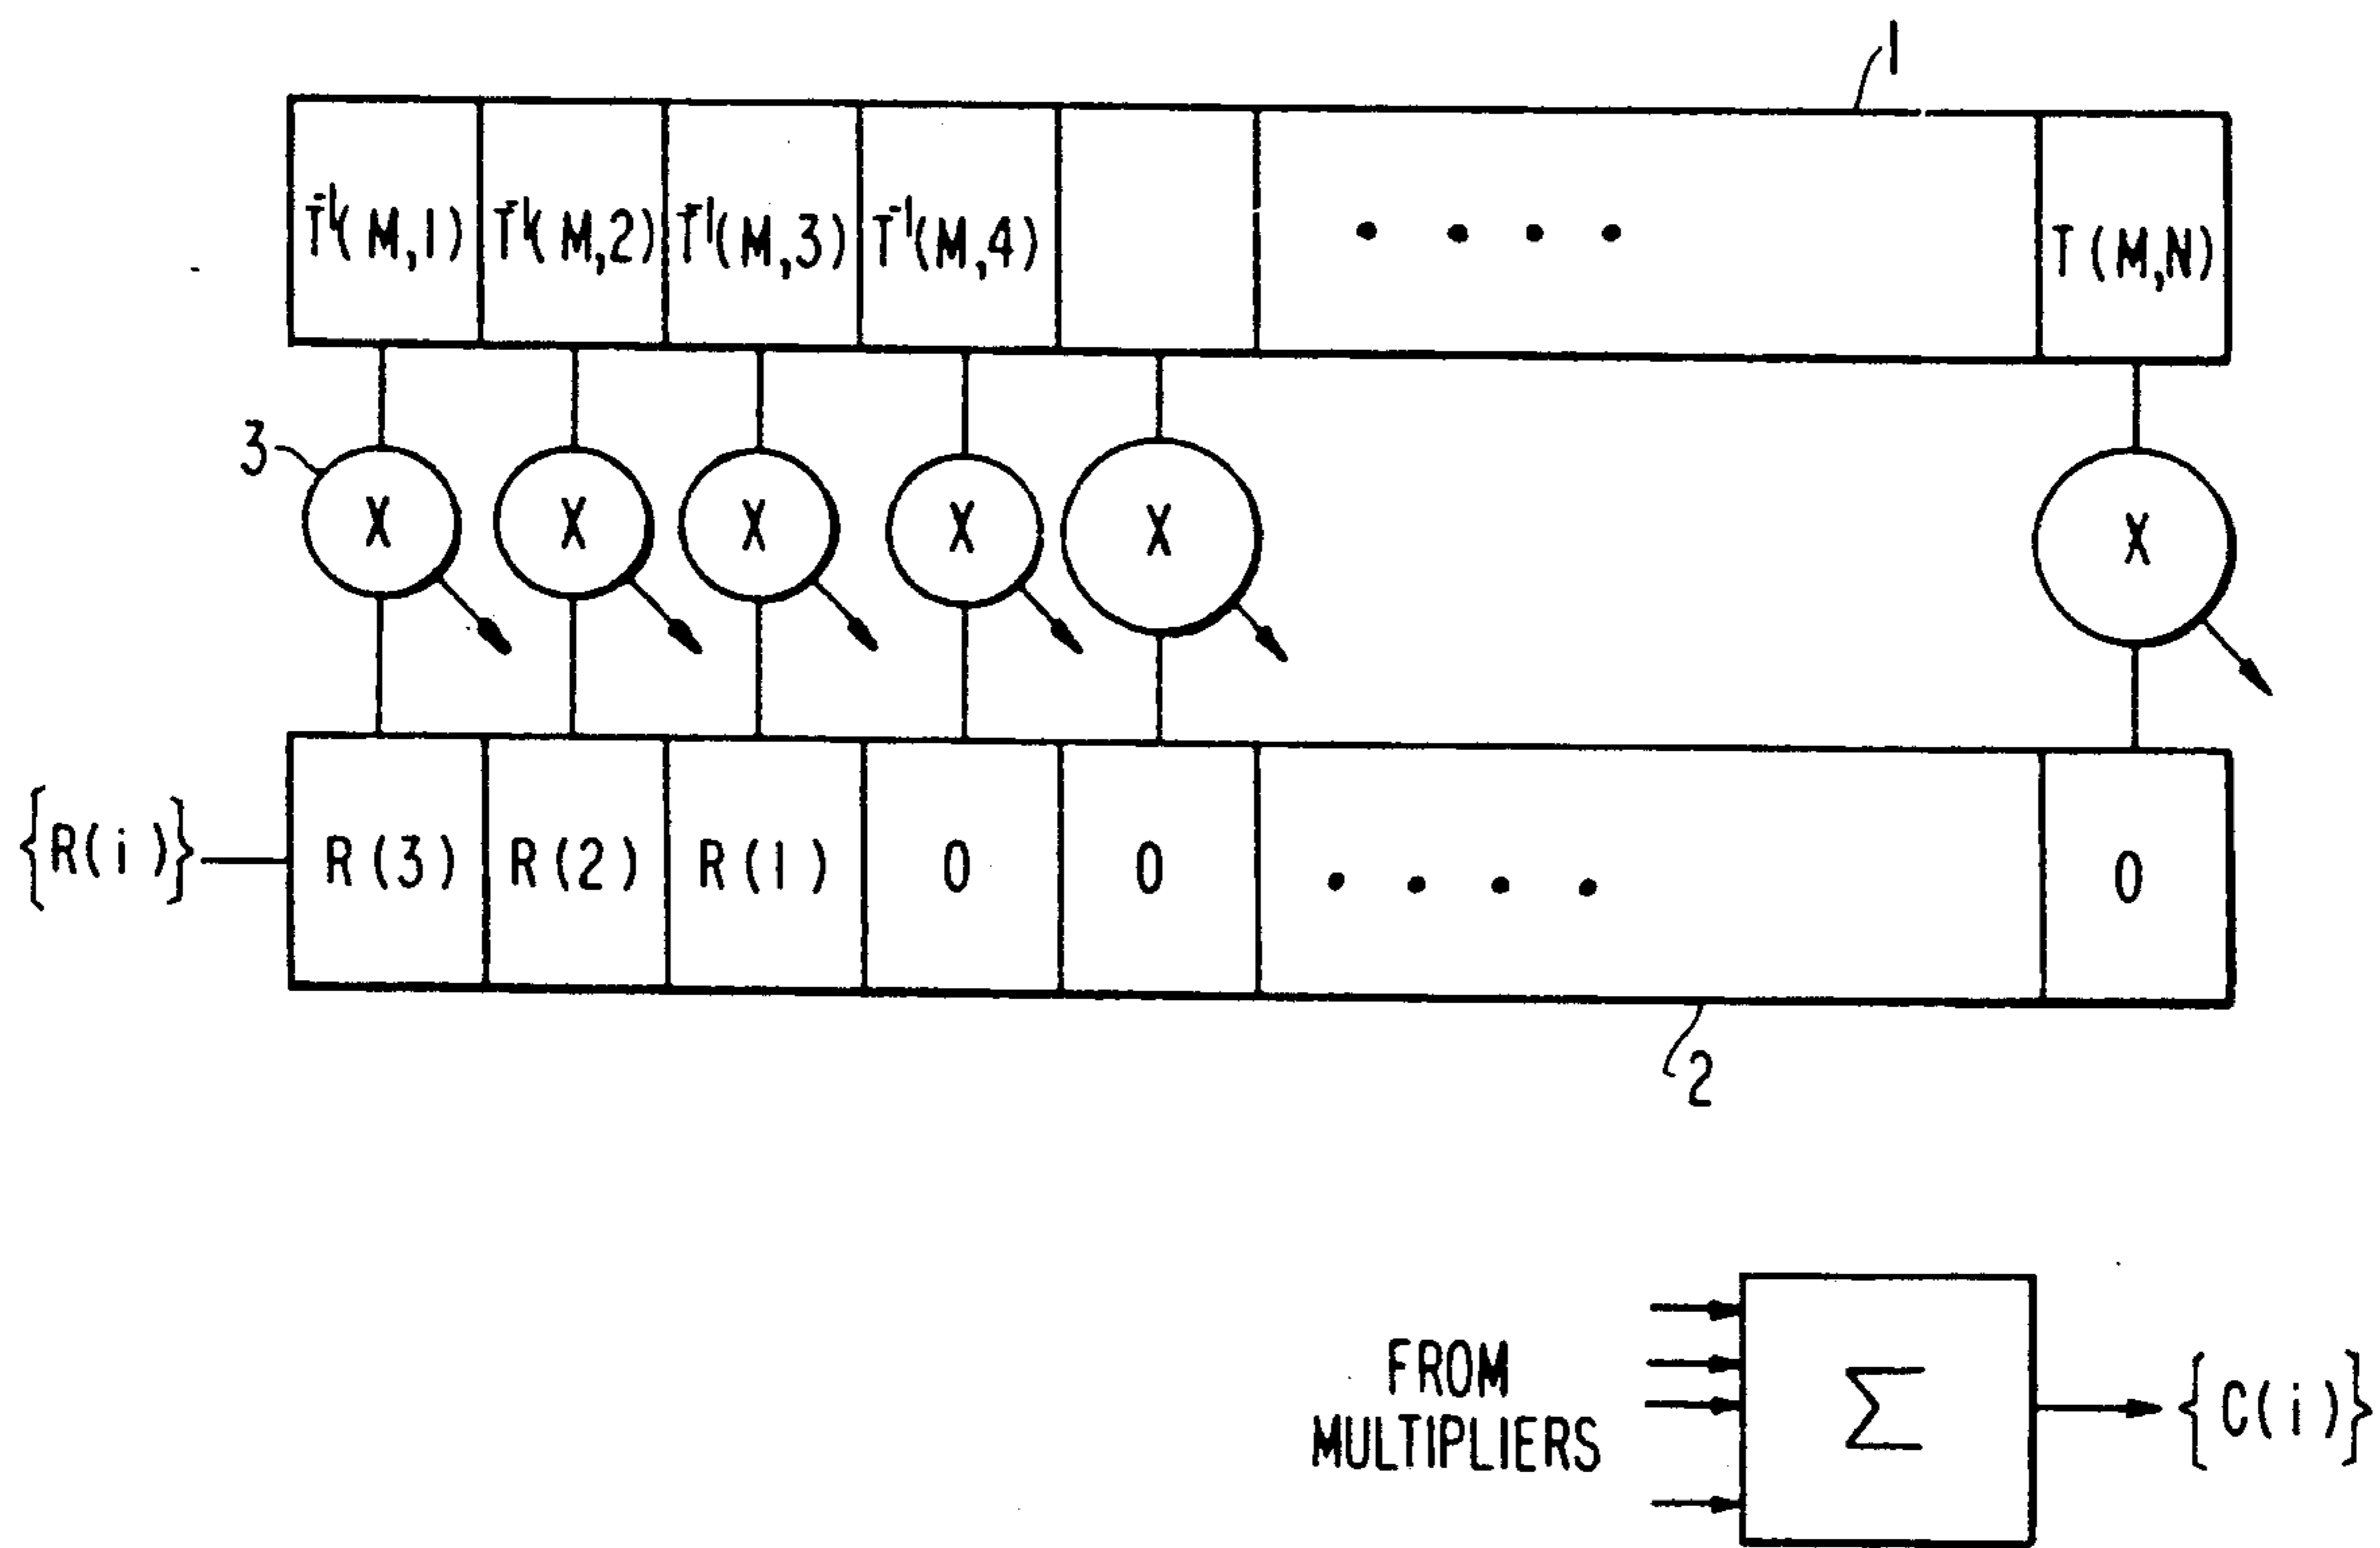 1
T⁻¹(M,1) T⁻¹(M,2) T⁻¹(M,3) T⁻¹(M,4) • • • • T(M,N)
3
X X X X X X
{R(i)} R(3) R(2) R(1) 0 0 • • • • 0
2
FROM
MULTIPLIERS
Σ {C(i)}